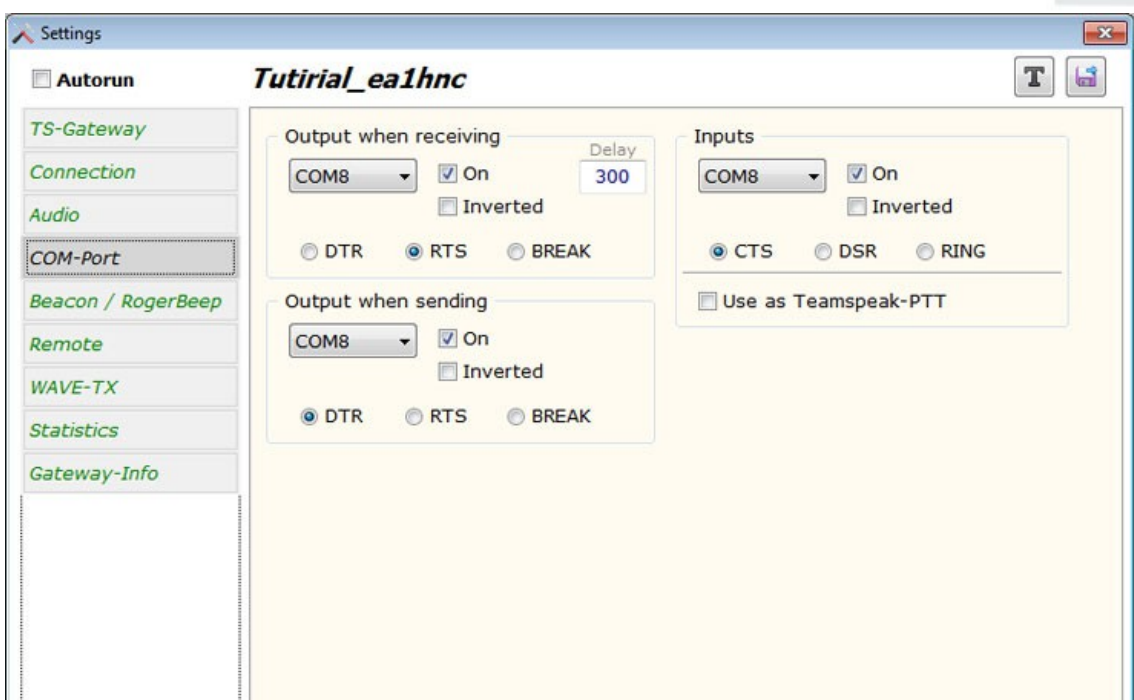 Settings
Autorun
Tutirial_ea1hnc
T
TS-Gateway
Connection
Audio
COM-Port
Beacon / RogerBeep
Remote
WAVE-TX
Statistics
Gateway-Info
Output when receiving
Delay
COM8 On 300
Inverted
DTR RTS BREAK
Output when sending
COM8 On
Inverted
DTR RTS BREAK
Inputs
COM8 On
Inverted
CTS DSR RING
Use as Teamspeak-PTT